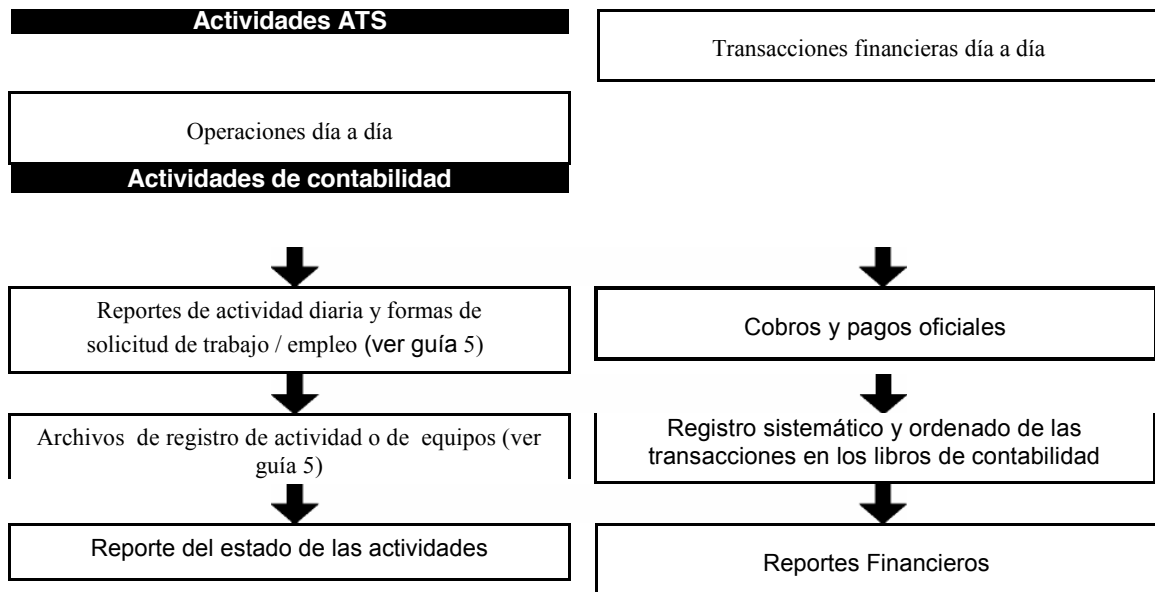 Actividades ATS
Transacciones financieras día a día
Operaciones día a día
Actividades de contabilidad
Reportes de actividad diaria y formas de
solicitud de trabajo / empleo (ver guía 5)
Cobros y pagos oficiales
Archivos de registro de actividad o de equipos (ver
guía 5)
Registro sistemático y ordenado de las
transacciones en los libros de contabilidad
Reporte del estado de las actividades
Reportes Financieros